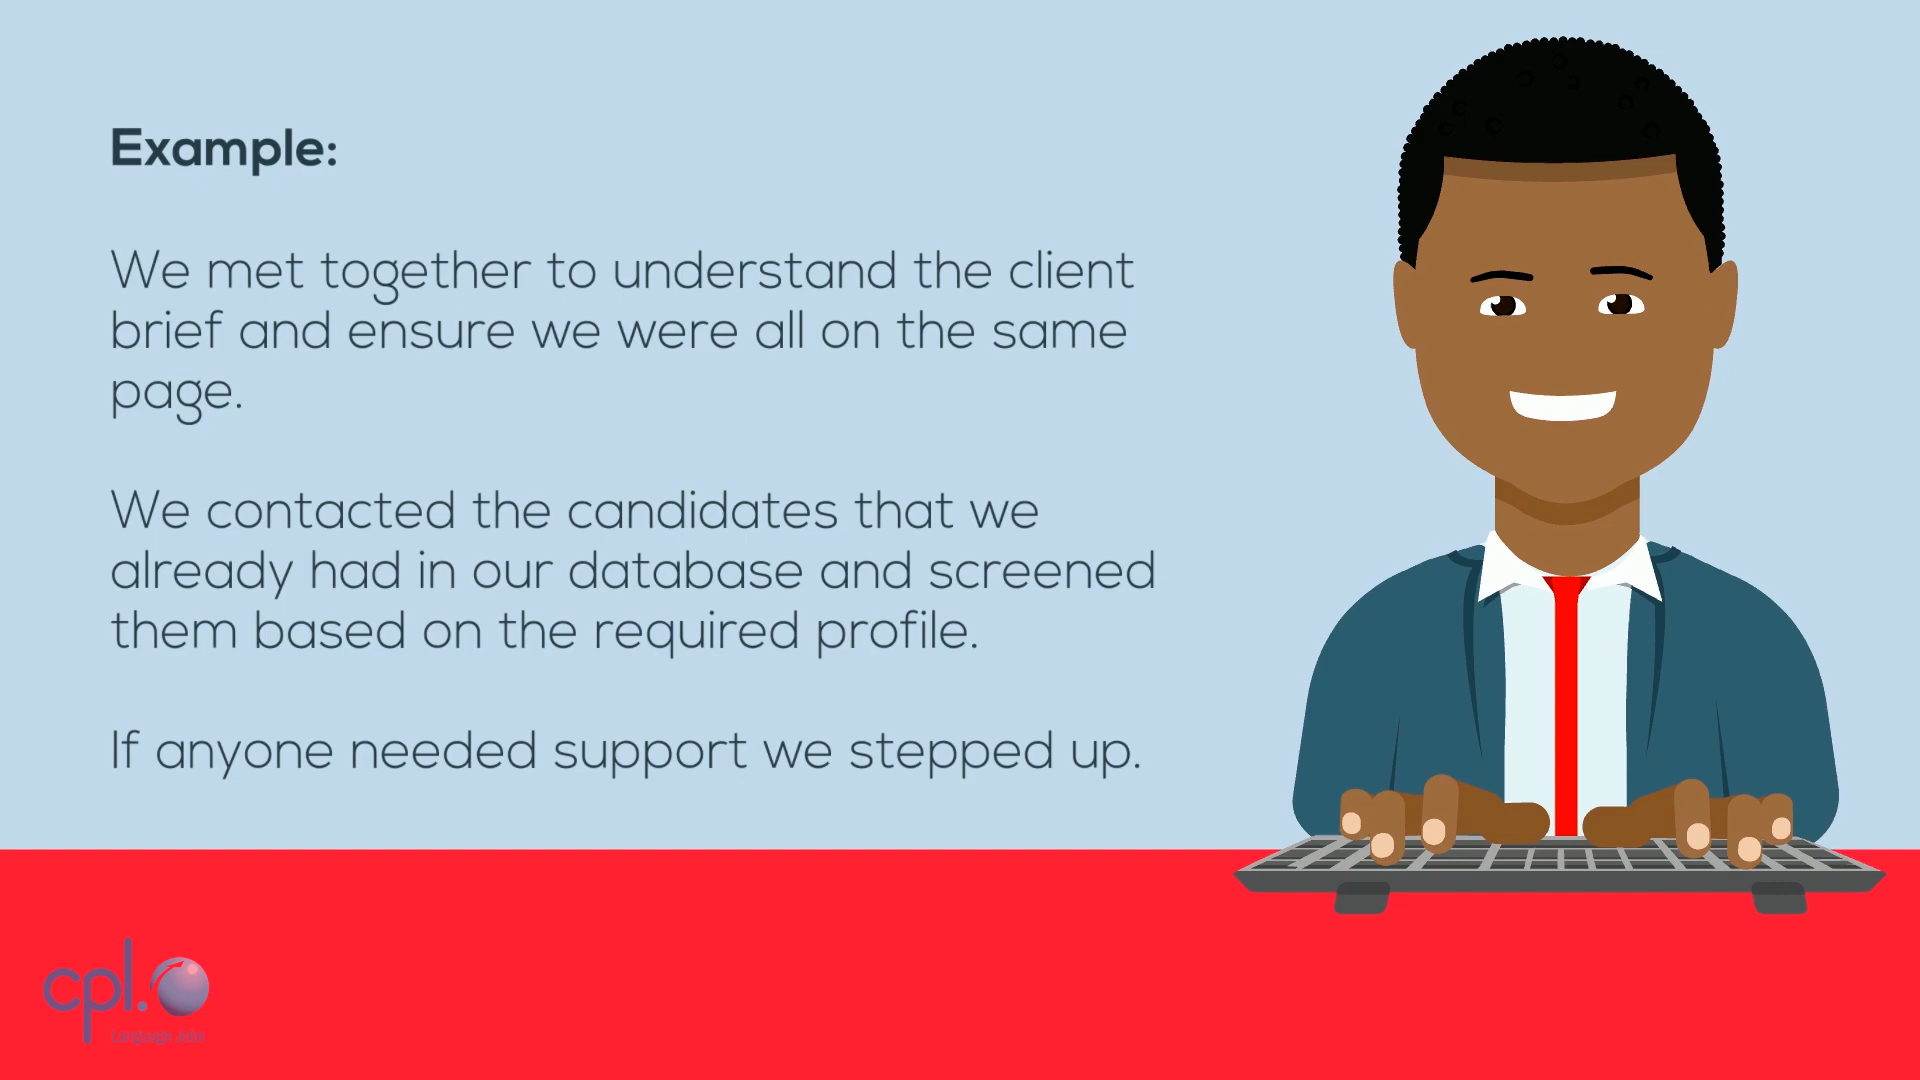 Example:
We met together to understand the client
brief and ensure we were all on the same
page.
We contacted the candidates that we
already had in our database and screened
them based on the required profile.
If anyone needed support we stepped up.
cpl.
Language Jobs